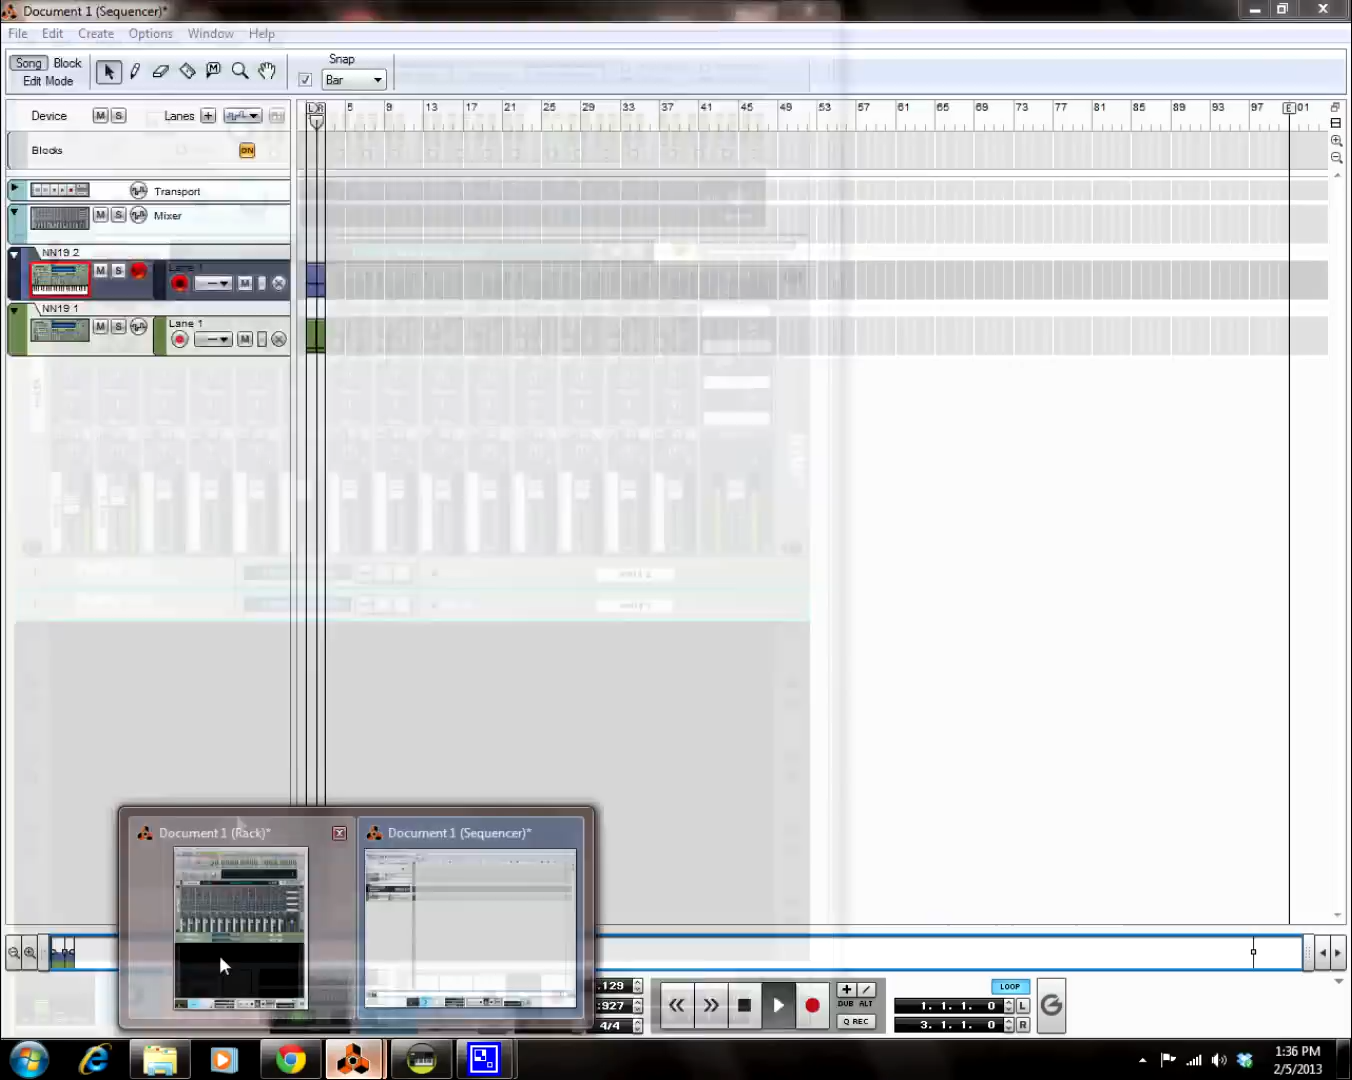 Document 1 (Sequencer)*
File Edit Create Options Window Help
Song Block
Edit Mode
Snap
Bar
Device M S Lanes
5 9 13 17 21 25 29 33 37 41 45 49 53 57 61 65 69 73 77 81 85 89 93 97 E 01
L R
Blocks ON
Transport
M S Mixer
NN19 2
M S Lane 1
M
NN19 1
M S Lane 1
M
Document 1 (Rack)*
Document 1 (Sequencer)*
.129
:927
4/4
DUB ALT
Q REC
LOOP
1. 1. 1. 0 L
3. 1. 1. 0 R
1:36 PM
2/5/2013